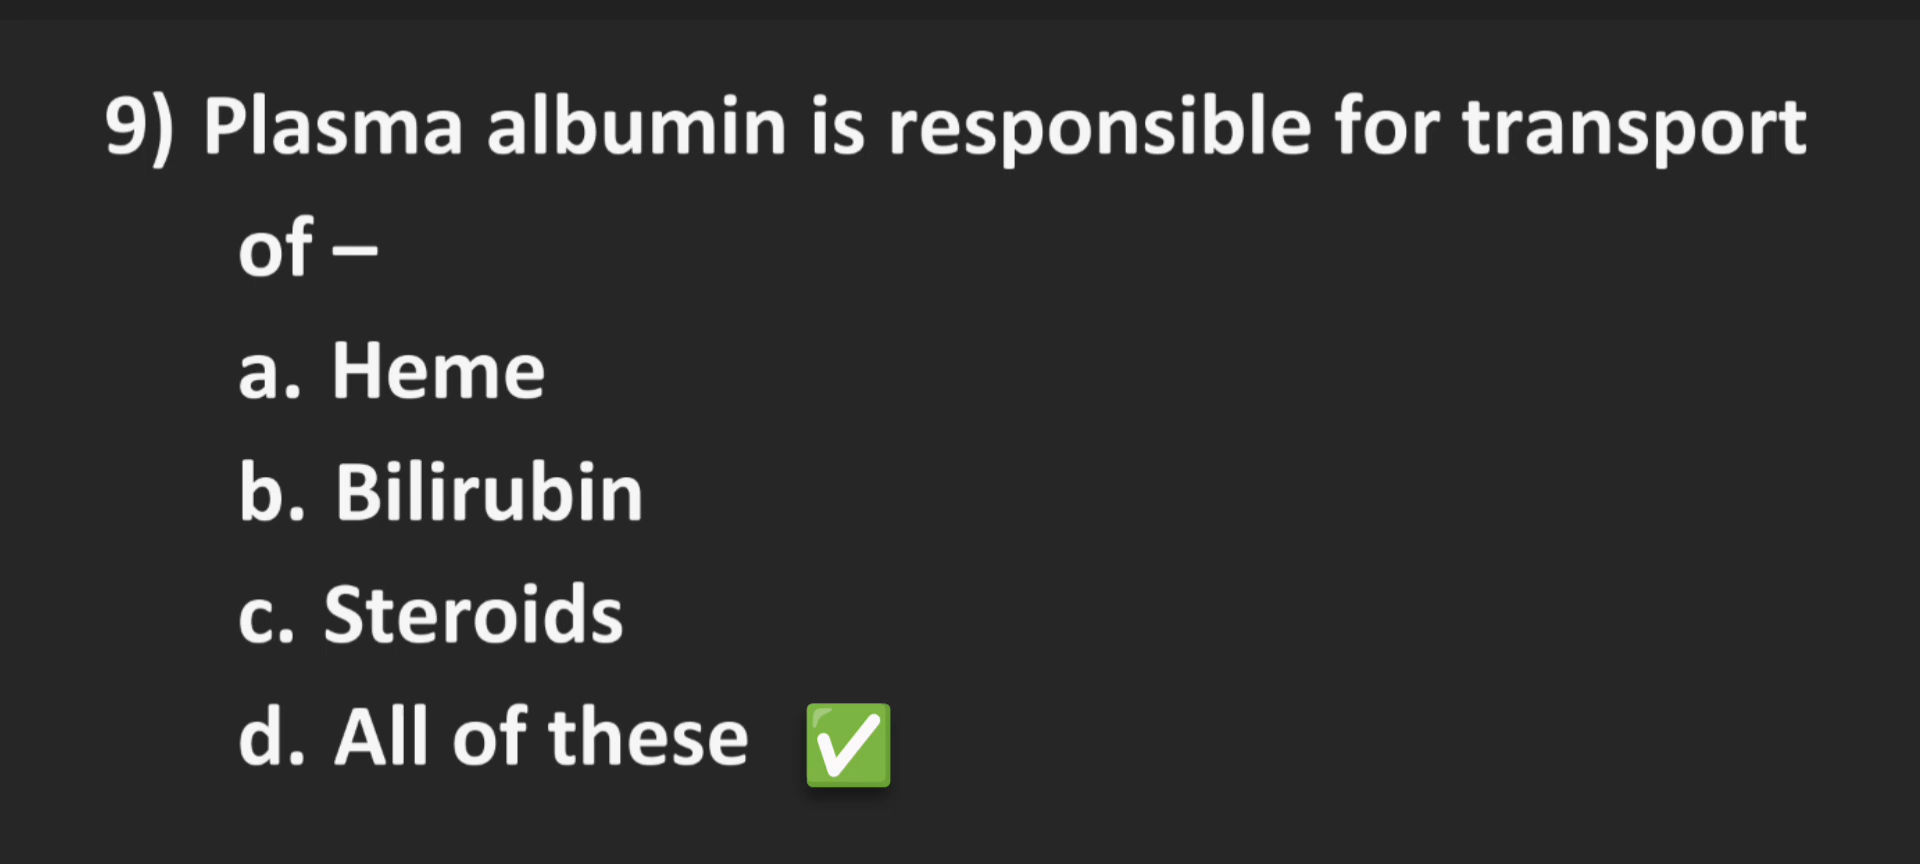 9) Plasma albumin is responsible for transport
of –
a. Heme
b. Bilirubin
c. Steroids
d. All of these ✅